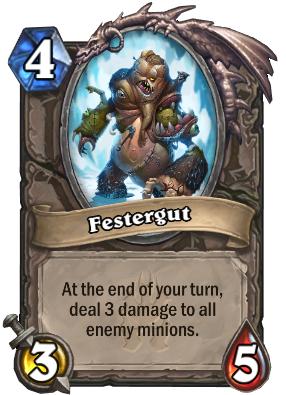 4
Festergut
At the end of your turn,
deal 3 damage to all
enemy minions.
3
5